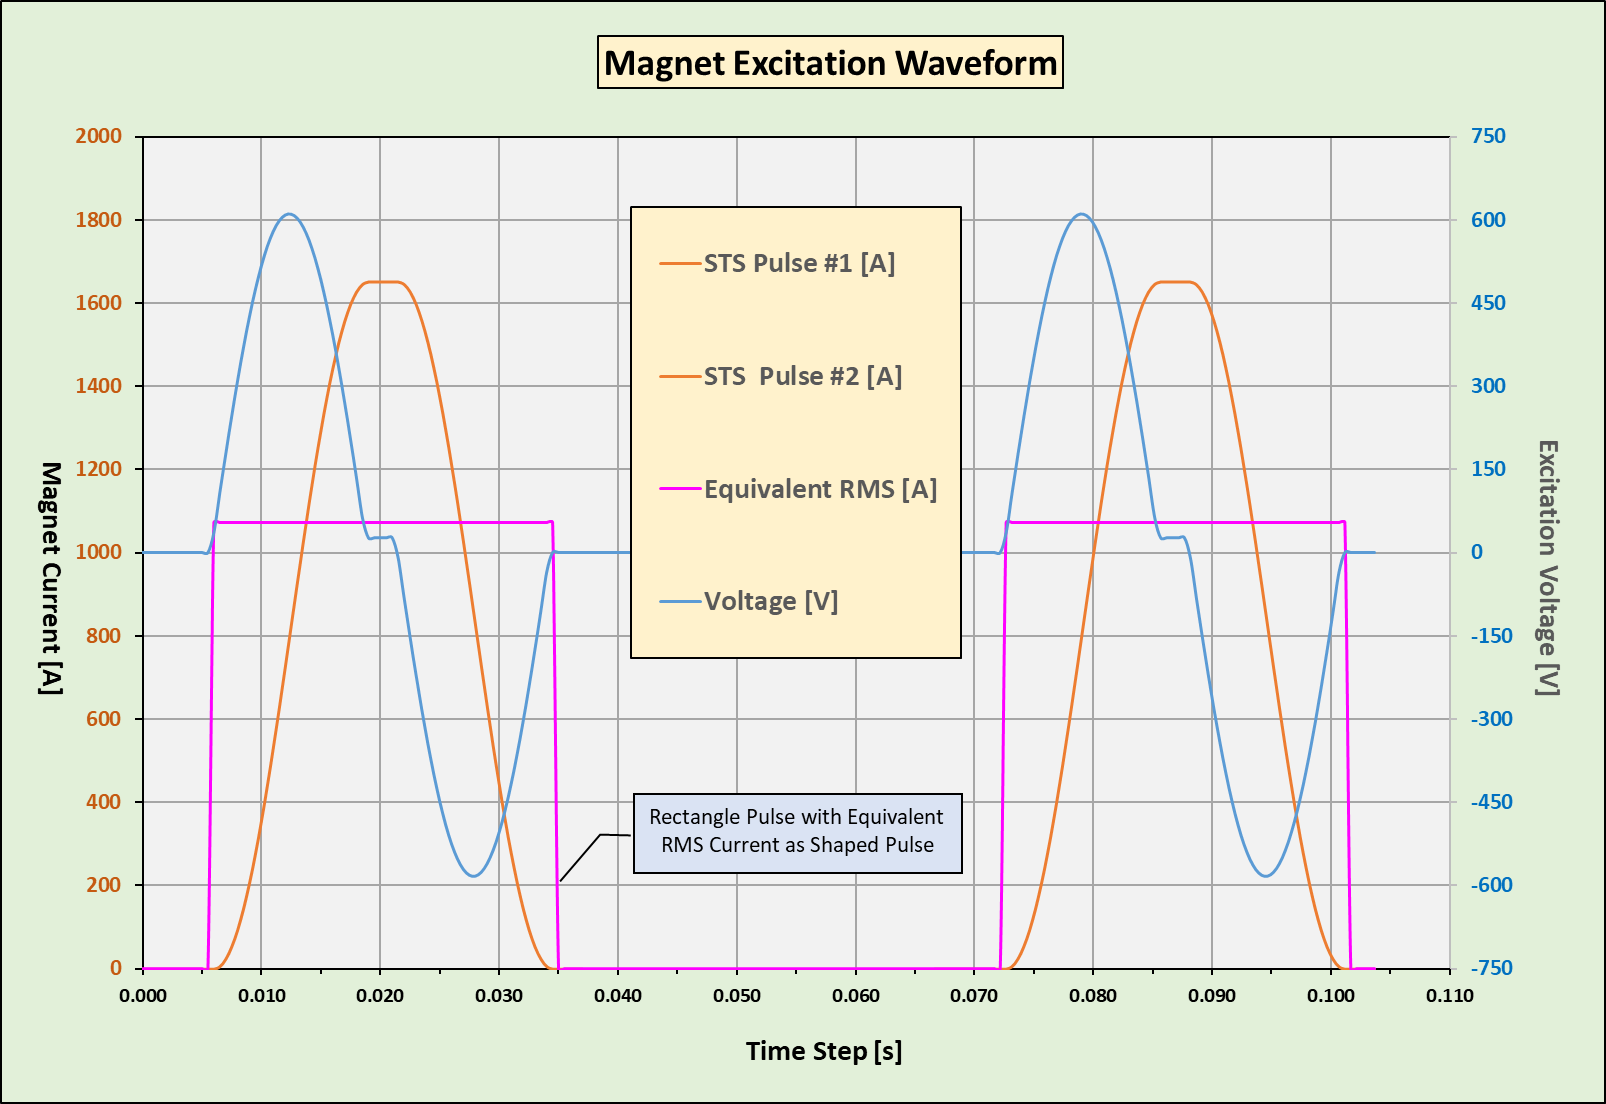 Magnet Excitation Waveform
2000
1800
1600
1400
1200
1000
800
600
400
200
0
Magnet Current [A]
750
600
450
300
150
0
-150
-300
-450
-600
-750
Excitation Voltage [V]
STS Pulse #1 [A]
STS  Pulse #2 [A]
Equivalent RMS [A]
Voltage [V]
Rectangle Pulse with Equivalent
RMS Current as Shaped Pulse
0.000 0.010 0.020 0.030 0.040 0.050 0.060 0.070 0.080 0.090 0.100 0.110
Time Step [s]